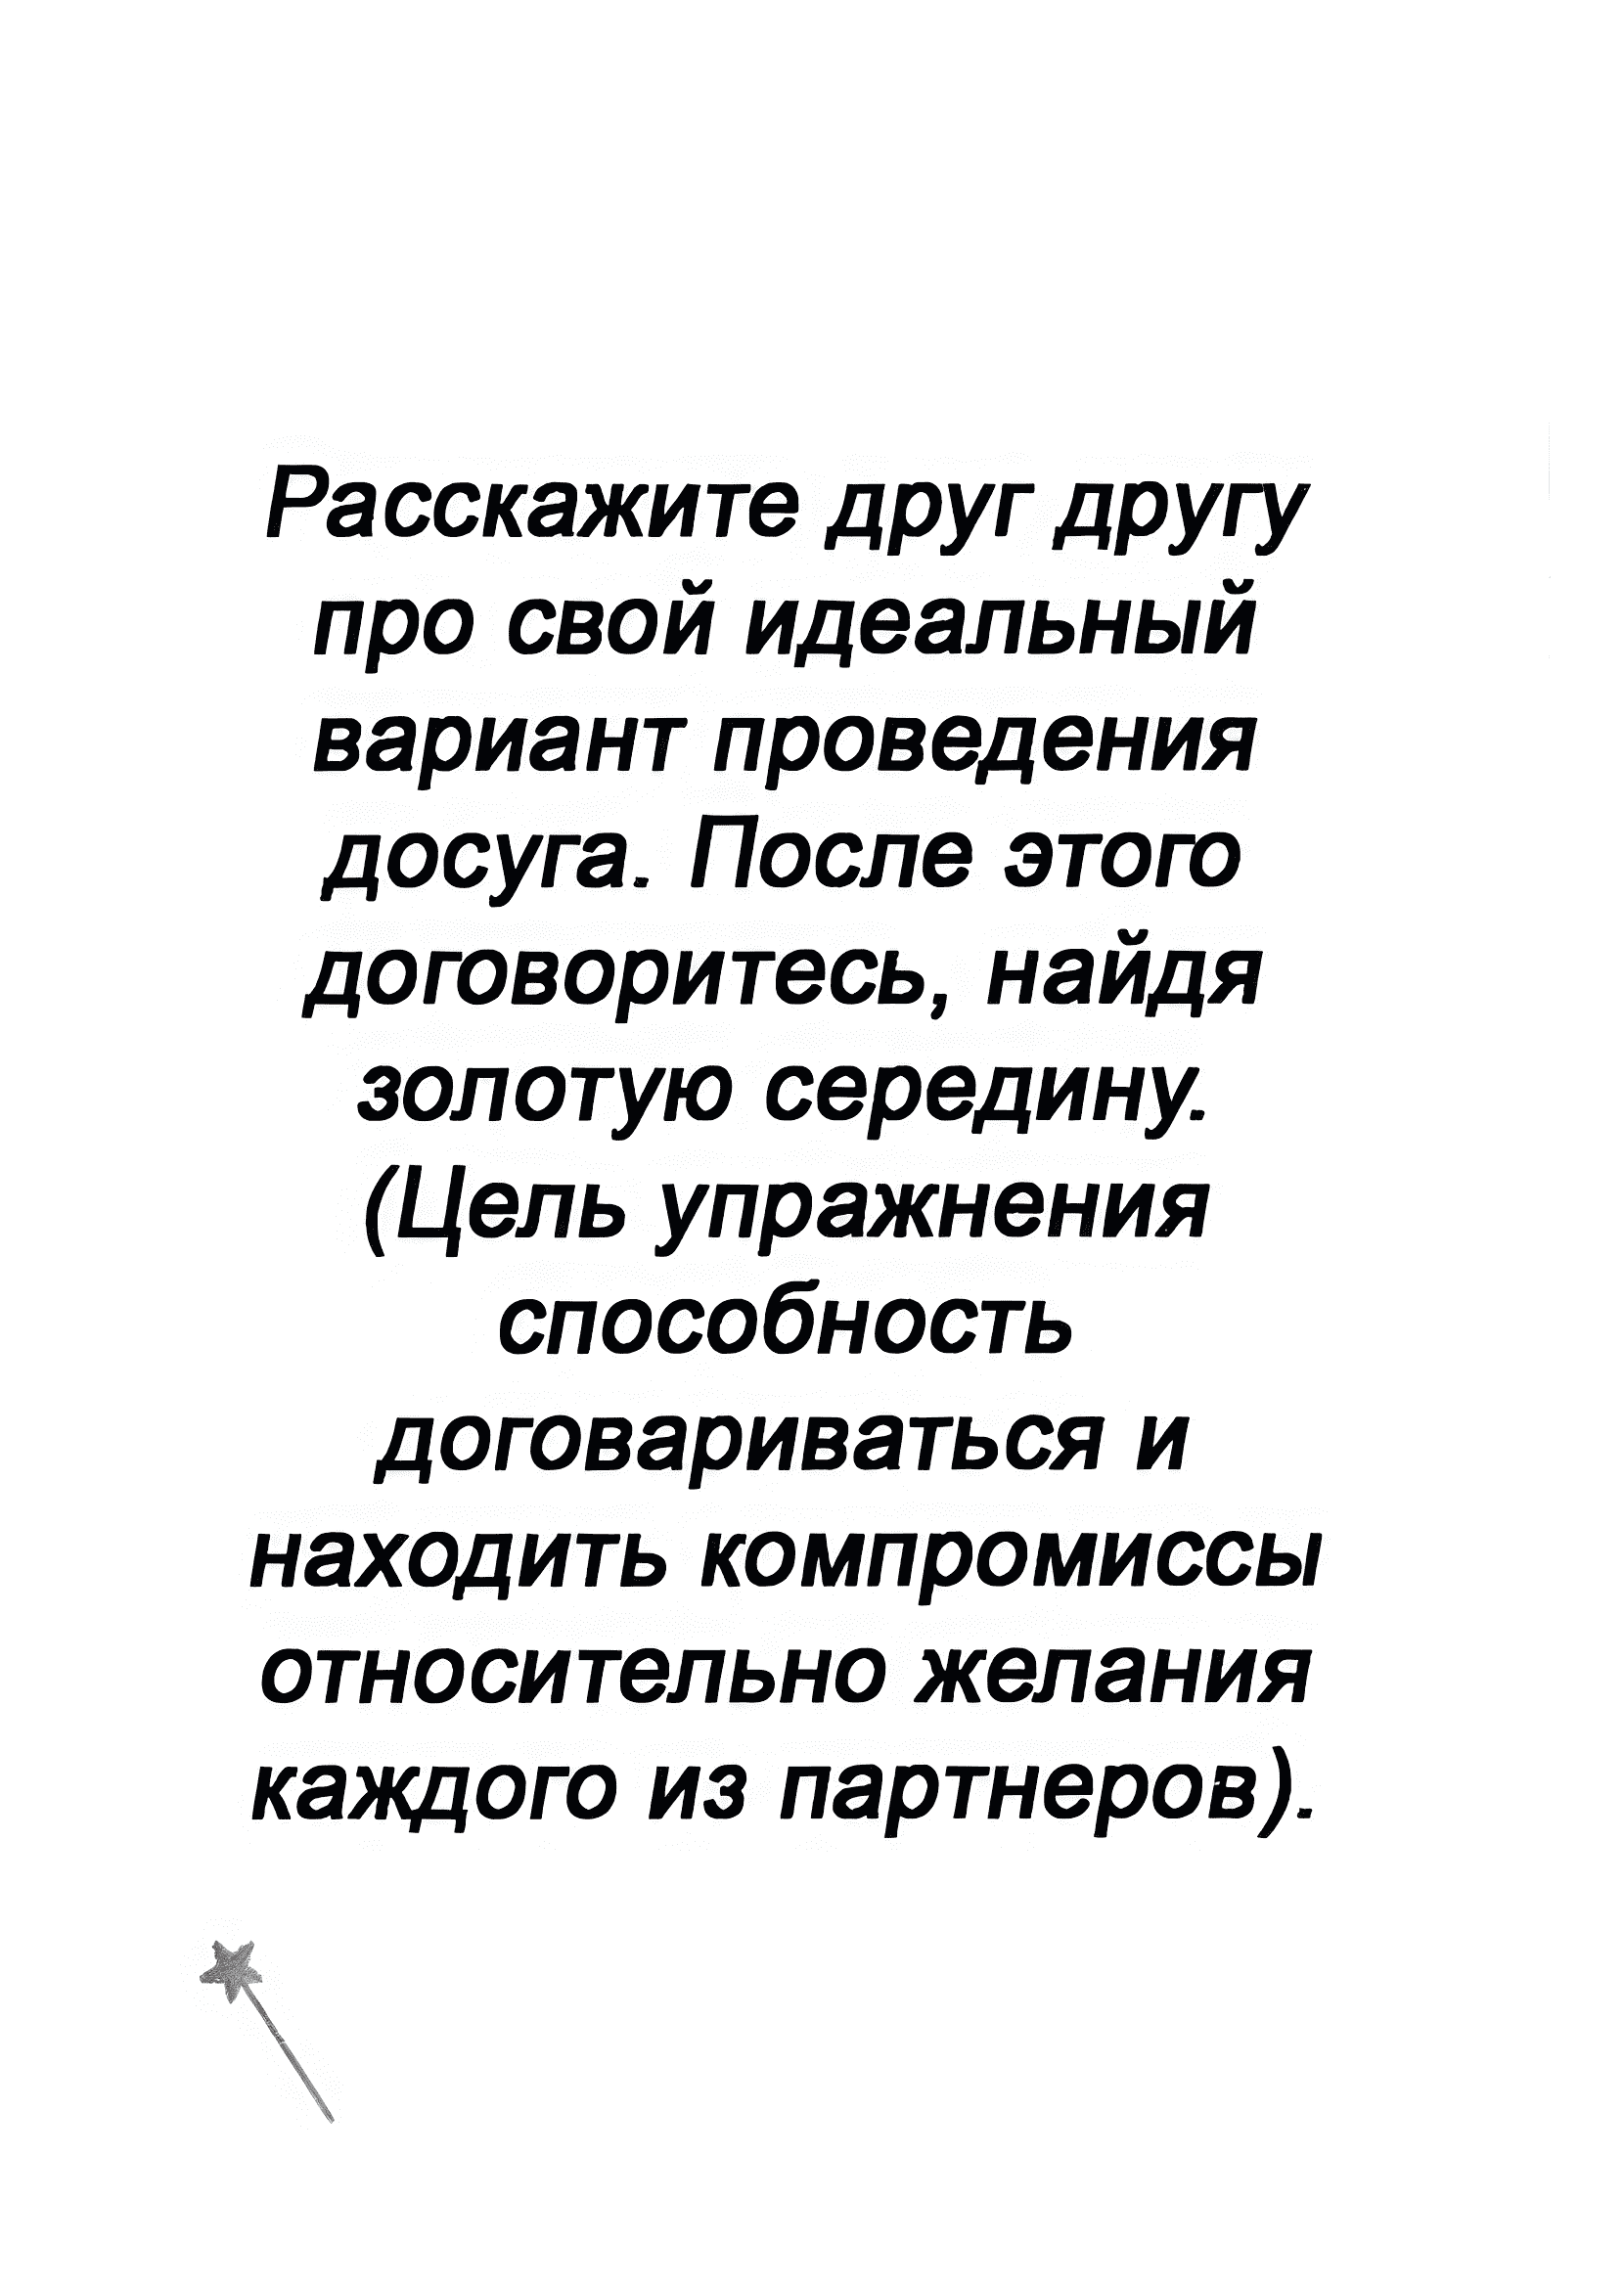 Расскажите друг другу
про свой идеальный
вариант проведения
досуга. После этого
договоритесь, найдя
золотую середину.
(Цель упражнения
способность
договариваться и
находить компромиссы
относительно желания
каждого из партнеров).